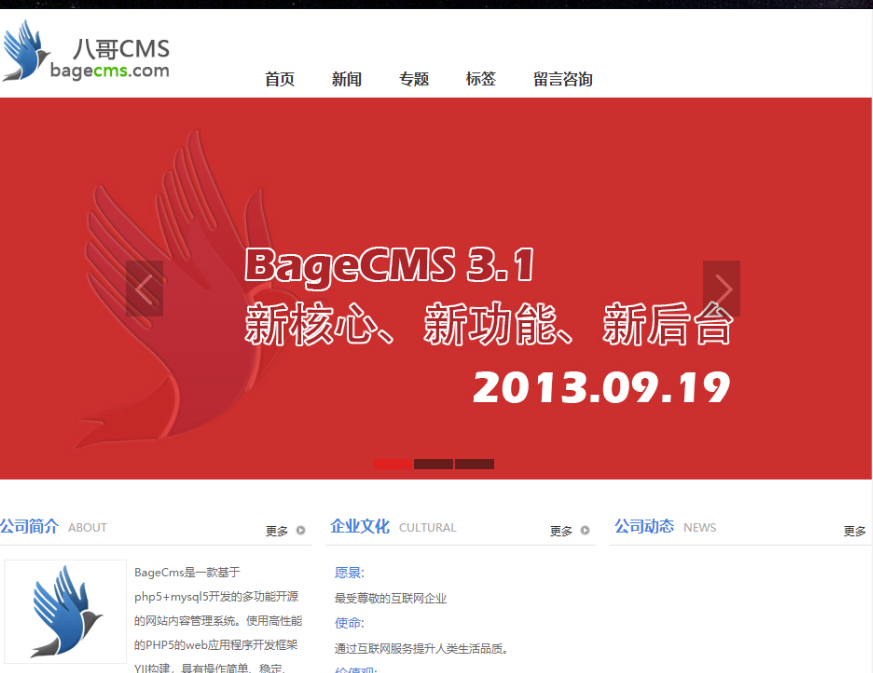 八哥CMS
bagecms.com
首页 新闻 专题 标签 留言咨询
BageCMS 3.1
新核心、新功能、新后台
2013.09.19
公司简介 ABOUT 更多
企业文化 CULTURAL 更多
公司动态 NEWS 更多
BageCms是一款基于
php5+mysql5开发的多功能开源
的网站内容管理系统。使用高性能
的PHP5的web应用程序开发框架
YII构建，具有操作简单、稳定、
愿景:
最受尊敬的互联网企业
使命:
通过互联网服务提升人类生活品质。
价值观: